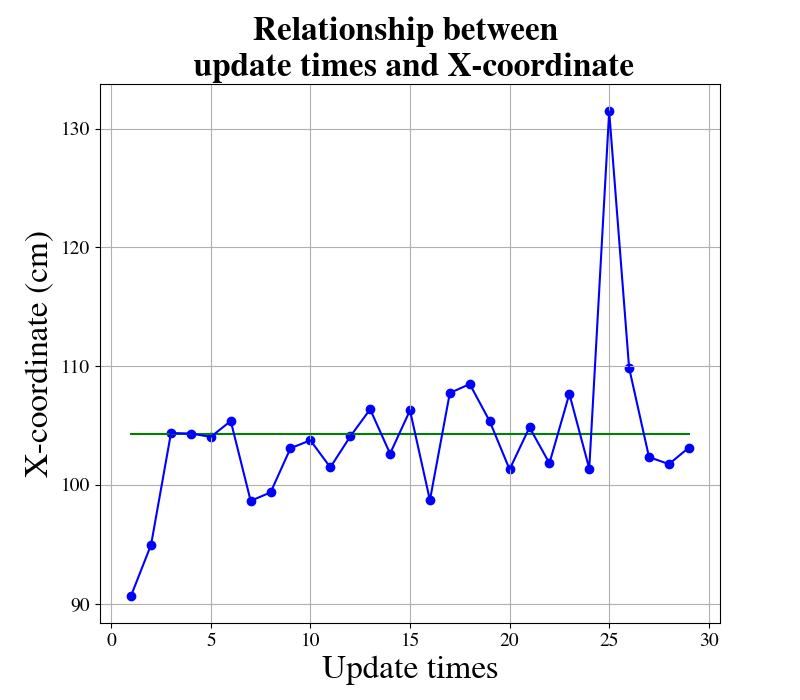 Relationship between
update times and X-coordinate
X-coordinate (cm)
130
120
110
100
90
0 5 10 15 20 25 30
Update times